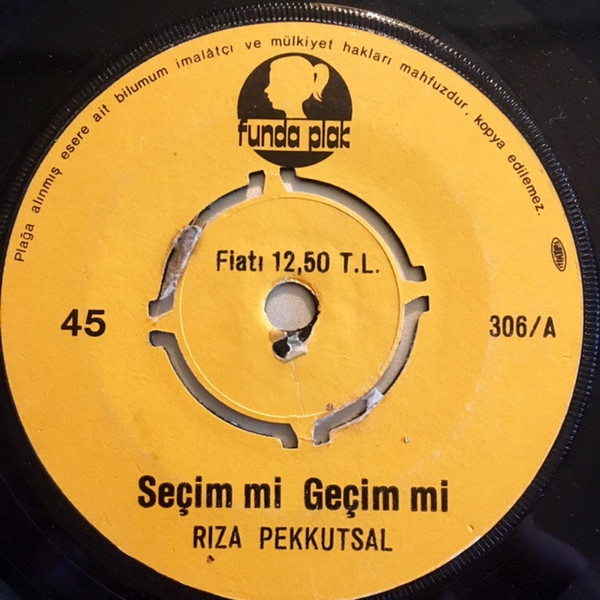 Plağa alınmış esere ait bilumum imalâtçı ve mülkiyet hakları mahfuzdur, kopya edilemez.
funda plak
Fiatı 12,50 T.L.
45
306/A
Seçim mi Geçim mi
RIZA PEKKUTSAL